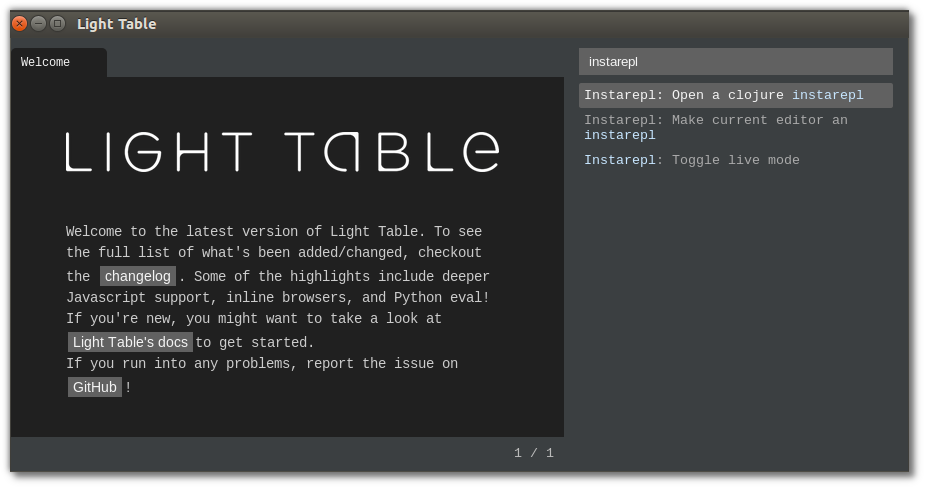 Light Table
Welcome
LIGHT TABLE
Welcome to the latest version of Light Table. To see
the full list of what's been added/changed, checkout
the changelog . Some of the highlights include deeper
Javascript support, inline browsers, and Python eval!
If you're new, you might want to take a look at
Light Table's docs to get started.
If you run into any problems, report the issue on
GitHub !
1 / 1
instarepl
Instarepl: Open a clojure instarepl
Instarepl: Make current editor an
instarepl
Instarepl: Toggle live mode